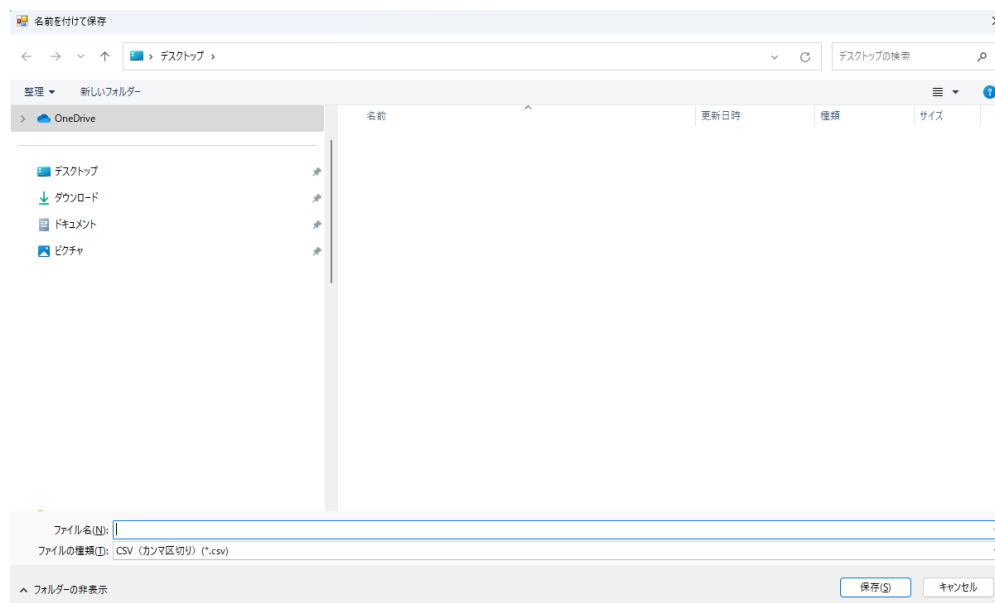 名前を付けて保存
デスクトップ
デスクトップの検索
整理 新しいフォルダー
OneDrive
名前 更新日時 種類 サイズ
デスクトップ
ダウンロード
ドキュメント
ピクチャ
ファイル名(N):
ファイルの種類(T): CSV（カンマ区切り）(*.csv)
フォルダーの非表示
保存(S) キャンセル